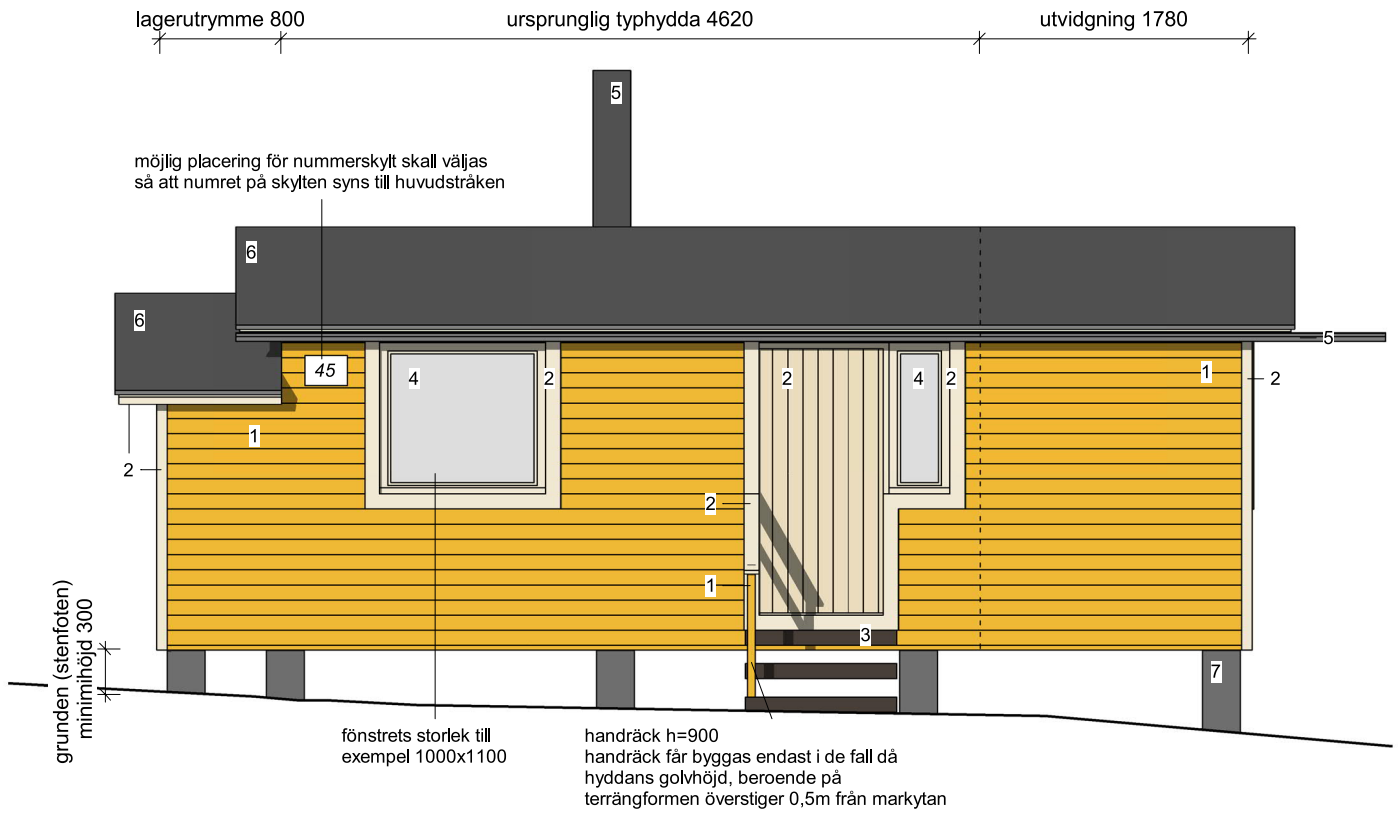 lagerutrymme 800
ursprunglig typhydda 4620
utvidgning 1780
5
möjlig placering för nummerskylt skall väljas
så att numret på skylten syns till huvudstråken
6
6
5
45
4
2
2
4
2
1
2
1
2
2
1
3
grunden (stenfoten)
minimihöjd 300
7
fönstrets storlek till
exempel 1000x1100
handräck h=900
handräck får byggas endast i de fall då
hyddans golvhöjd, beroende på
terrängformen överstiger 0,5m från markytan